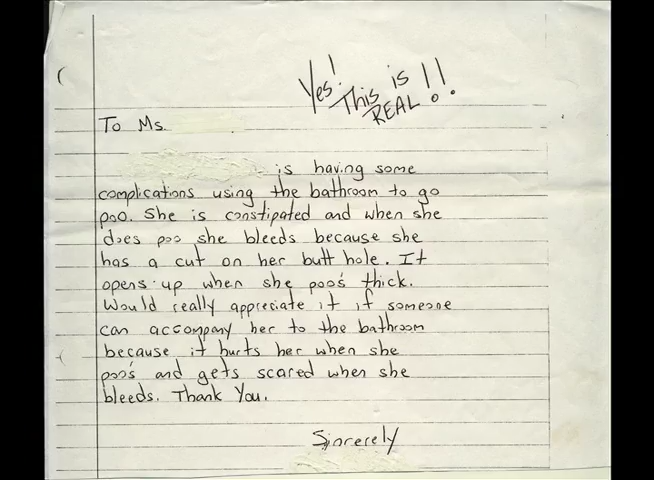 Yes!
This is
REAL!!
To Ms.
is having some
complications using the bathroom to go
poo. She is constipated and when she
does poo she bleeds because she
has a cut on her butt hole. It
opens up when she poo's thick.
Would really appreciate it if someone
can accompany her to the bathroom
because it hurts her when she
poo's and gets scared when she
bleeds. Thank You.
Sincerely